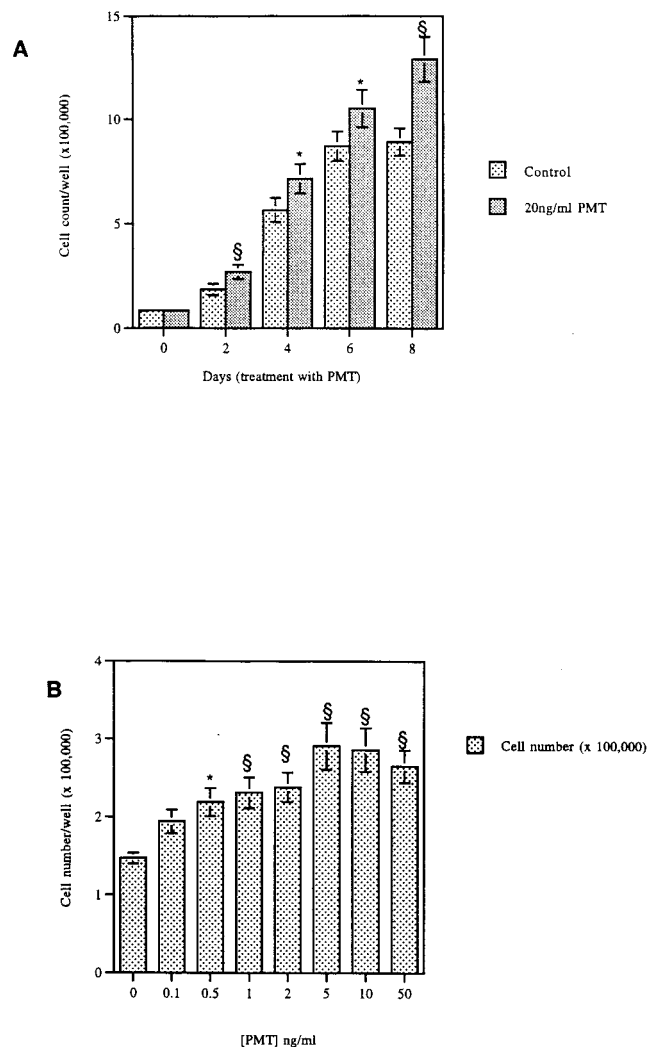 A
15
10
5
0
Cell count/well (x100,000)
§
*
*
§
0 2 4 6 8
Days (treatment with PMT)
Control
20ng/ml PMT
B
4
3
2
1
0
Cell number/well (x 100,000)
*
§
§
§
§
§
0 0.1 0.5 1 2 5 10 50
[PMT] ng/ml
Cell number (x 100,000)